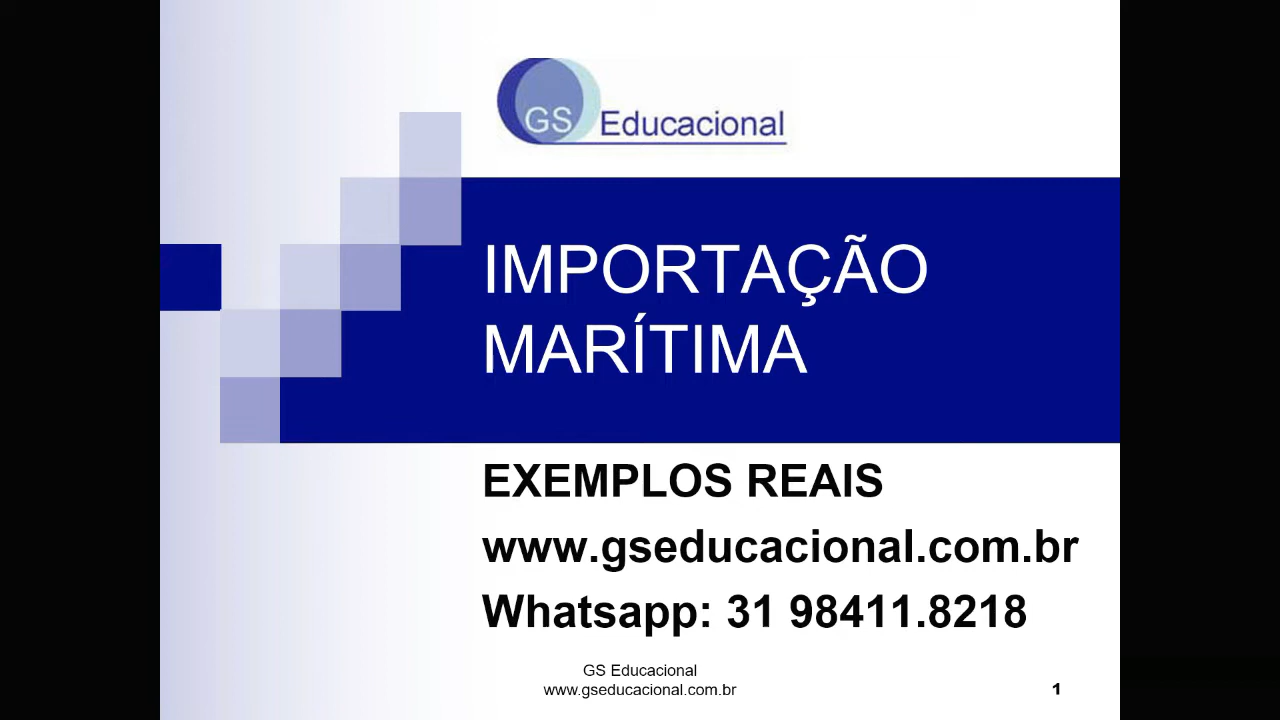 GS Educacional
IMPORTAÇÃO
MARÍTIMA
EXEMPLOS REAIS
www.gseducacional.com.br
Whatsapp: 31 98411.8218
GS Educacional
www.gseducacional.com.br
1